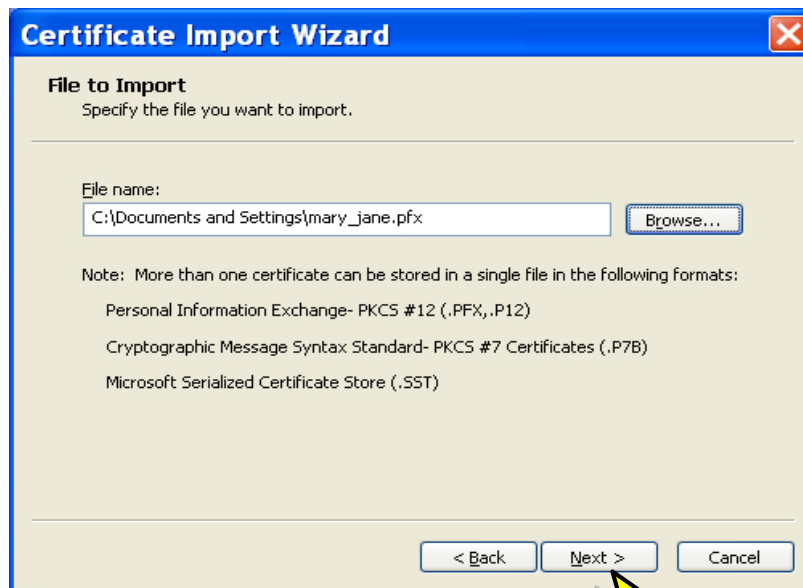 Certificate Import Wizard
File to Import
Specify the file you want to import.
File name:
C:\Documents and Settings\mary_jane.pfx
Browse...
Note: More than one certificate can be stored in a single file in the following formats:
Personal Information Exchange- PKCS #12 (.PFX,.P12)
Cryptographic Message Syntax Standard- PKCS #7 Certificates (.P7B)
Microsoft Serialized Certificate Store (.SST)
< Back
Next >
Cancel